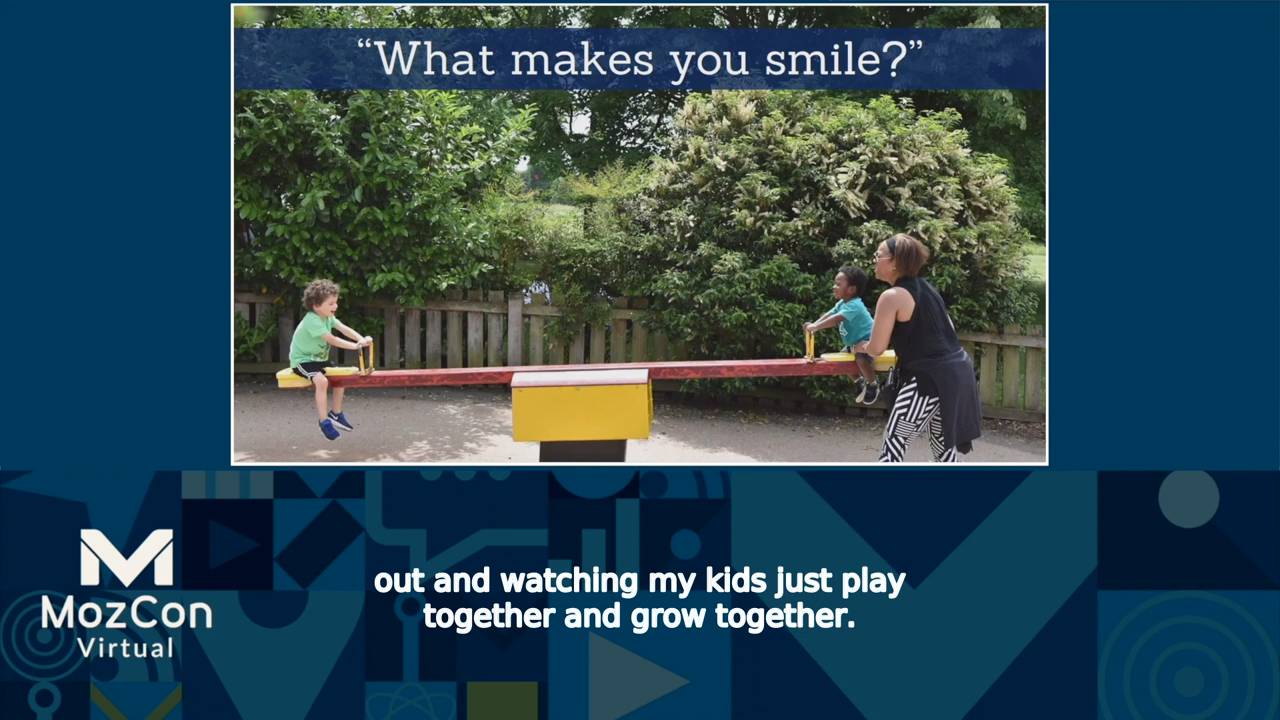 “What makes you smile?”
MozCon
Virtual
out and watching my kids just play
together and grow together.